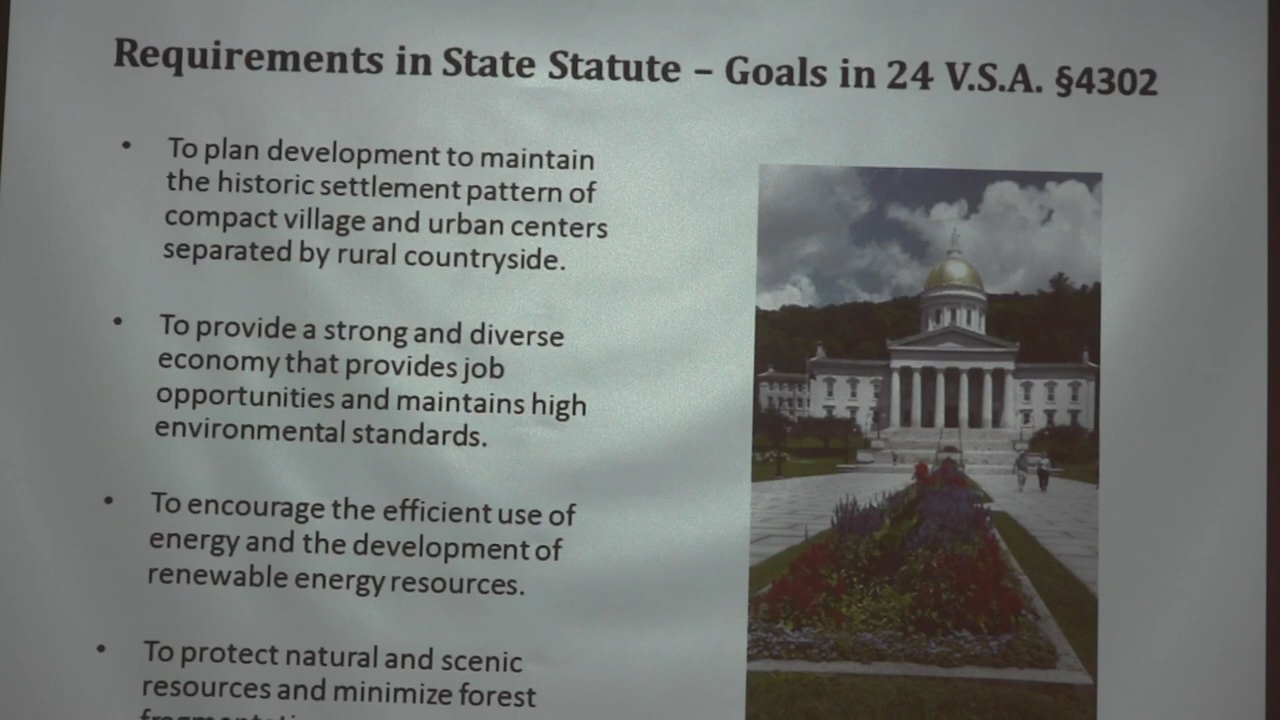 Requirements in State Statute – Goals in 24 V.S.A. §4302
• To plan development to maintain
the historic settlement pattern of
compact village and urban centers
separated by rural countryside.
• To provide a strong and diverse
economy that provides job
opportunities and maintains high
environmental standards.
• To encourage the efficient use of
energy and the development of
renewable energy resources.
• To protect natural and scenic
resources and minimize forest